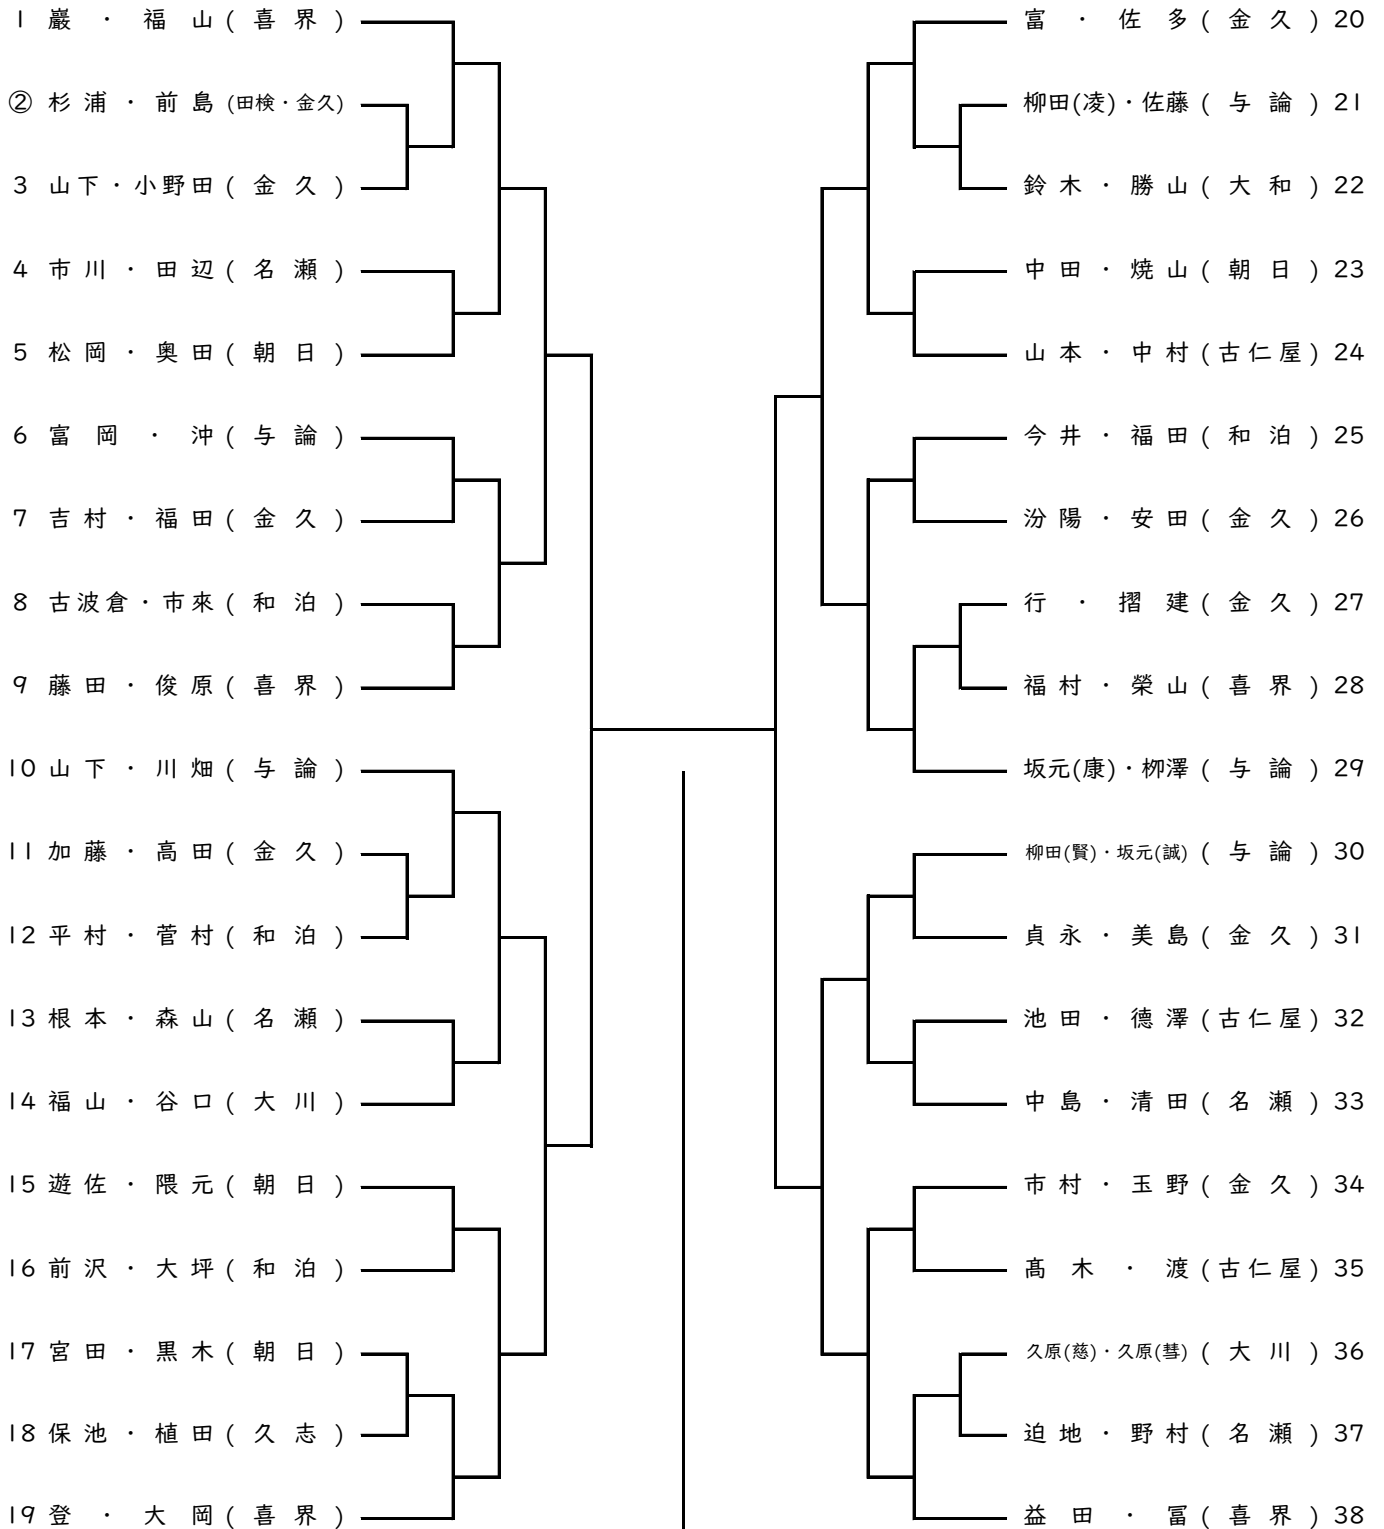 1 巖・福山(喜界)
② 杉浦・前島(田検・金久)
3 山下・小野田(金久)
4 市川・田辺(名瀬)
5 松岡・奥田(朝日)
6 富岡・沖(与論)
7 吉村・福田(金久)
8 古波倉・市來(和泊)
9 藤田・俊原(喜界)
10 山下・川畑(与論)
11 加藤・高田(金久)
12 平村・菅村(和泊)
13 根本・森山(名瀬)
14 福山・谷口(大川)
15 遊佐・隈元(朝日)
16 前沢・大坪(和泊)
17 宮田・黒木(朝日)
18 保池・植田(久志)
19 登・大岡(喜界)
富・佐多(金久) 20
柳田(凌)・佐藤(与論) 21
鈴木・勝山(大和) 22
中田・焼山(朝日) 23
山本・中村(古仁屋) 24
今井・福田(和泊) 25
汾陽・安田(金久) 26
行・摺建(金久) 27
福村・榮山(喜界) 28
坂元(康)・栁澤(与論) 29
柳田(賢)・坂元(誠)(与論) 30
貞永・美島(金久) 31
池田・德澤(古仁屋) 32
中島・清田(名瀬) 33
市村・玉野(金久) 34
髙木・渡(古仁屋) 35
久原(慈)・久原(彗)(大川) 36
迫地・野村(名瀬) 37
益田・冨(喜界) 38